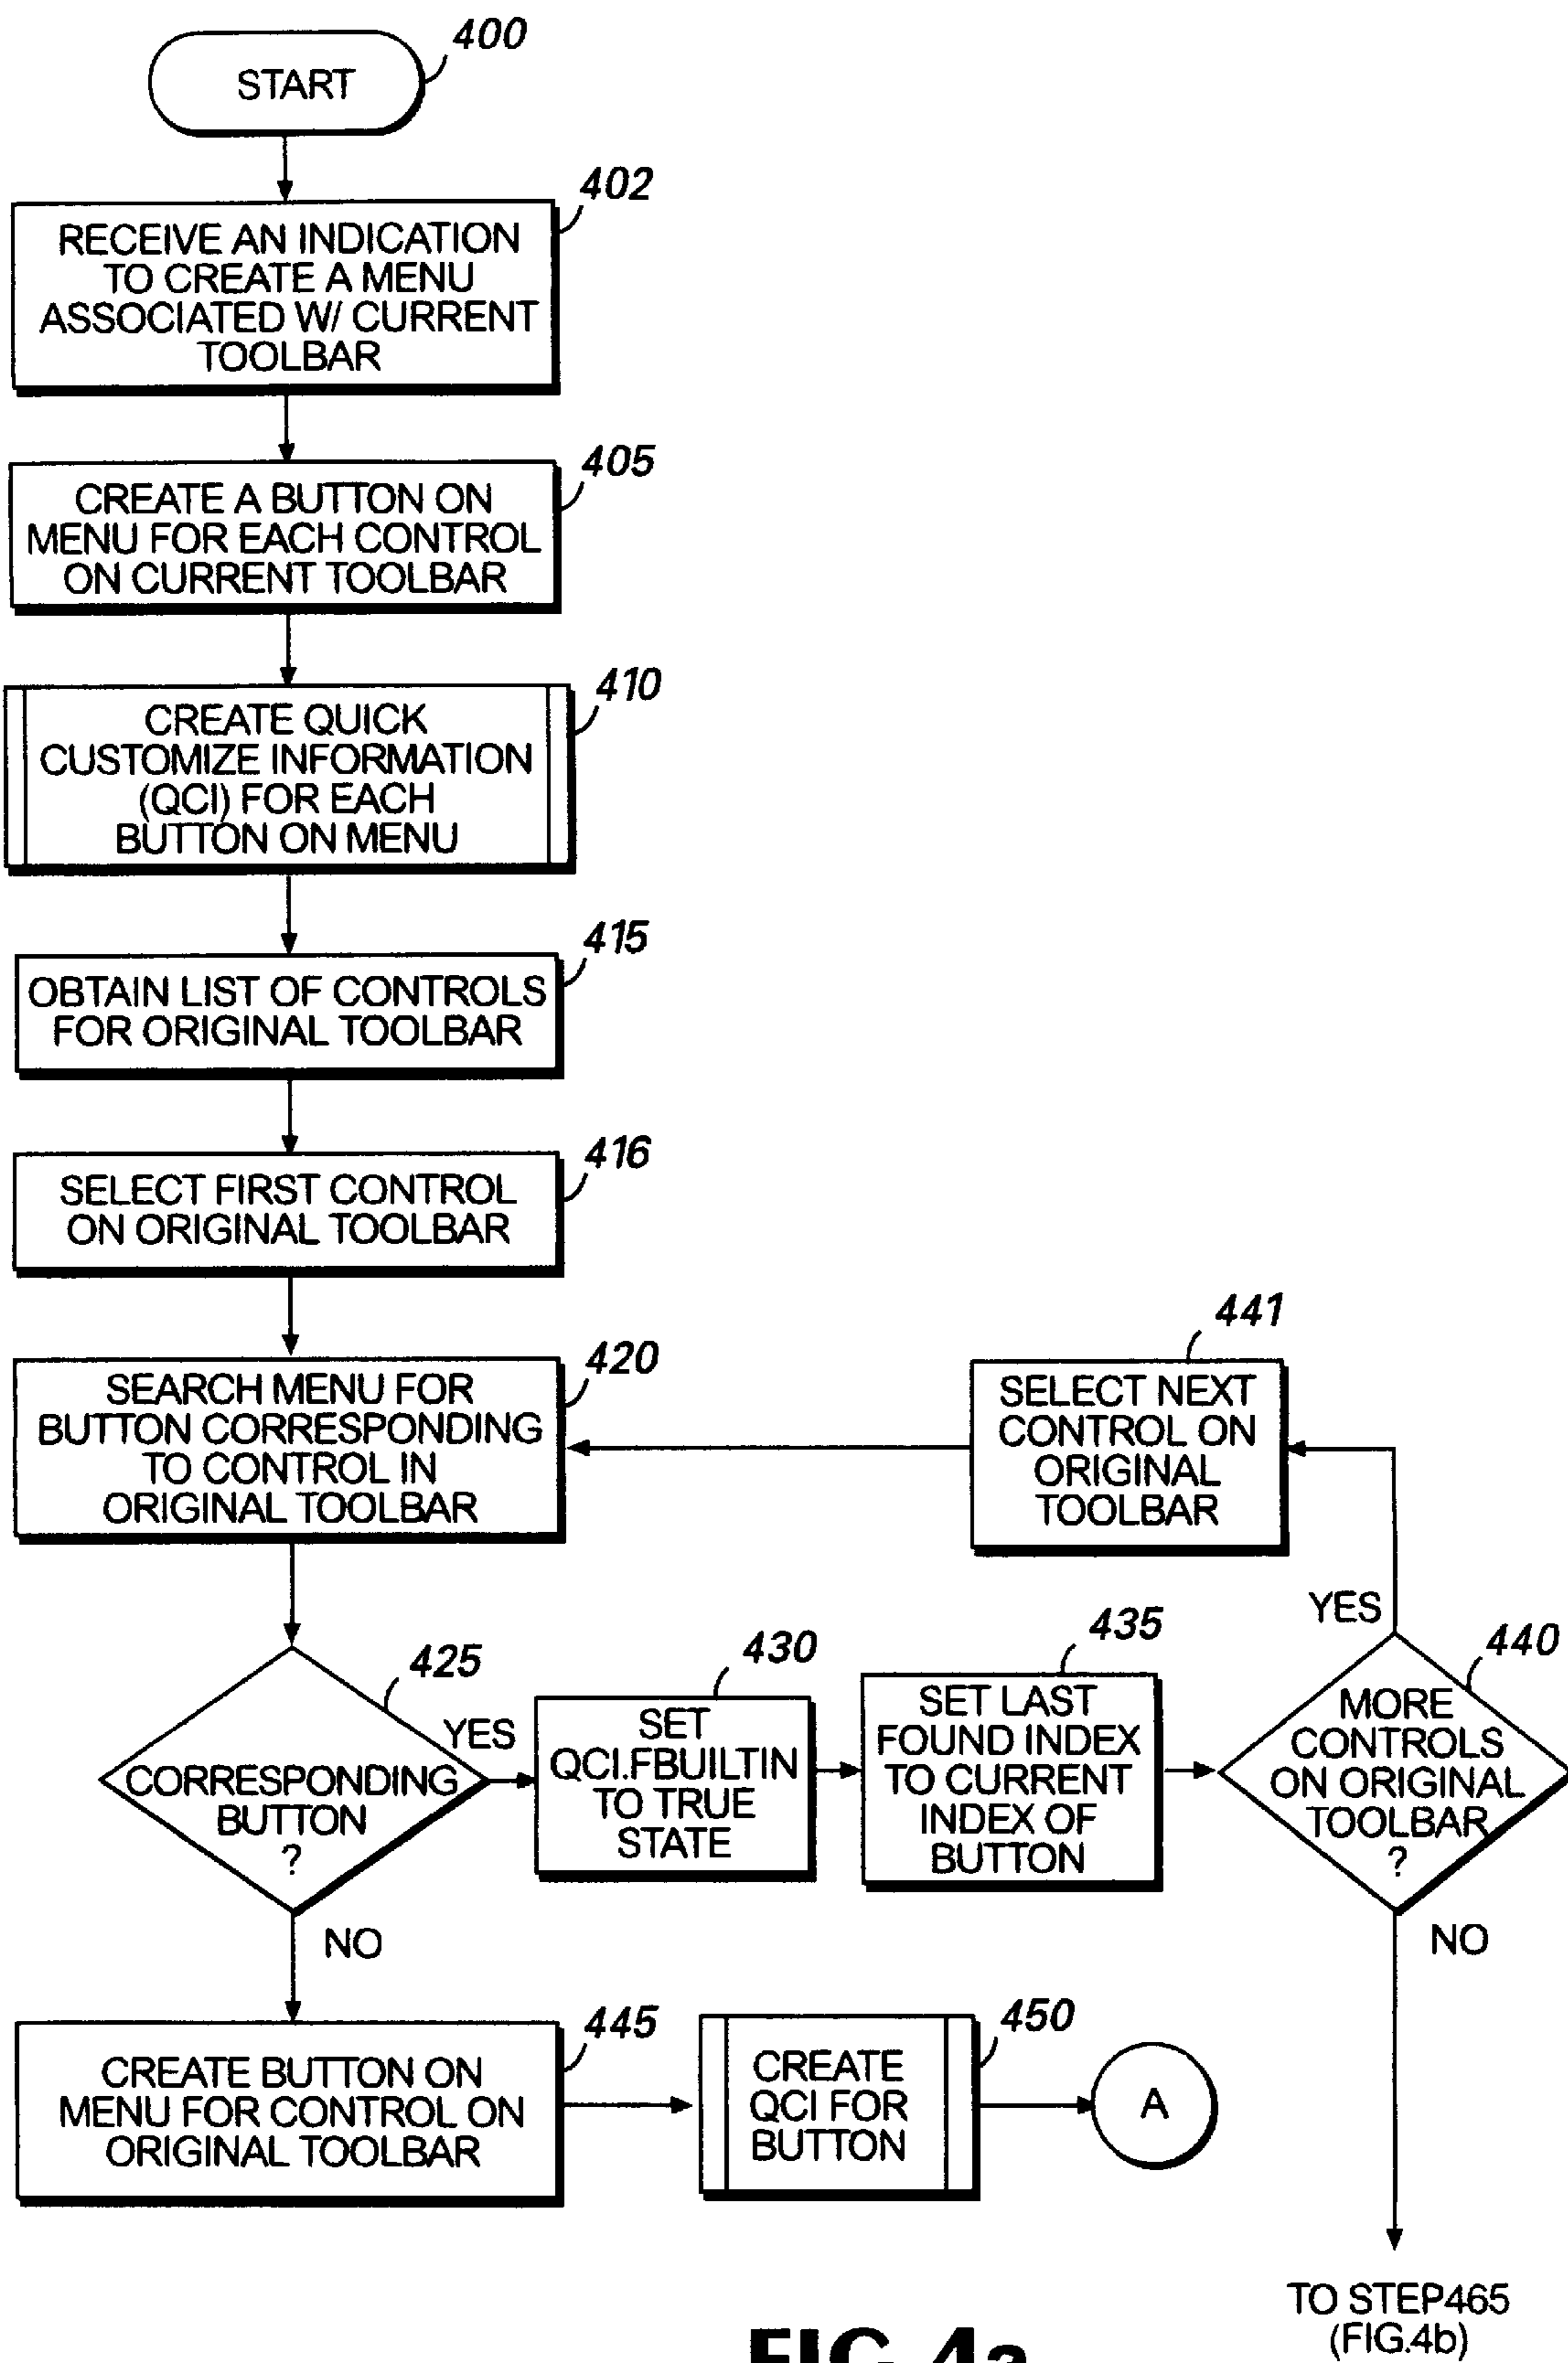 400
START
402
RECEIVE AN INDICATION
TO CREATE A MENU
ASSOCIATED W/ CURRENT
TOOLBAR
405
CREATE A BUTTON ON
MENU FOR EACH CONTROL
ON CURRENT TOOLBAR
410
CREATE QUICK
CUSTOMIZE INFORMATION
(QCI) FOR EACH
BUTTON ON MENU
415
OBTAIN LIST OF CONTROLS
FOR ORIGINAL TOOLBAR
416
SELECT FIRST CONTROL
ON ORIGINAL TOOLBAR
420
SEARCH MENU FOR
BUTTON CORRESPONDING
TO CONTROL IN
ORIGINAL TOOLBAR
441
SELECT NEXT
CONTROL ON
ORIGINAL
TOOLBAR
425
CORRESPONDING
BUTTON
?
YES
430
SET
QCI.FBUILTIN
TO TRUE
STATE
435
SET LAST
FOUND INDEX
TO CURRENT
INDEX OF
BUTTON
YES
440
MORE
CONTROLS
ON ORIGINAL
TOOLBAR
?
NO
NO
445
CREATE BUTTON ON
MENU FOR CONTROL ON
ORIGINAL TOOLBAR
450
CREATE
QCI FOR
BUTTON
A
TO STEP465
(FIG.4b)
FIG.4a